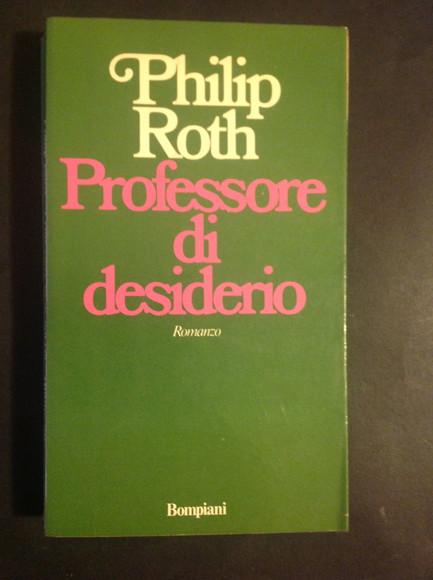 Philip
Roth
Professore
di
desiderio
Romanzo
Bompiani